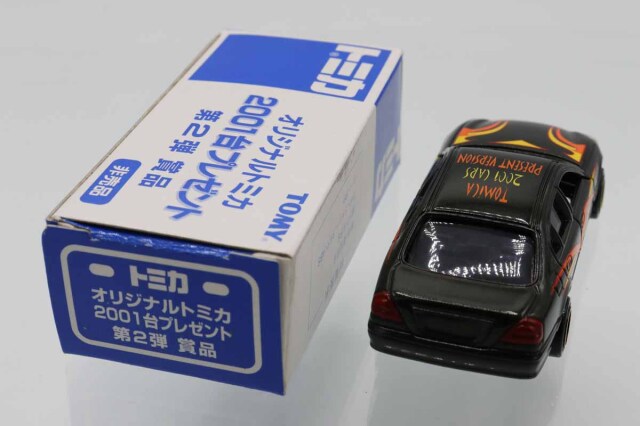 トミカ
オリジナルトミカ
2001台プレゼント
第2弾 賞品
非売品
TOMY
トミカ
トミカ
オリジナルトミカ
2001台プレゼント
第2弾 賞品
TOMICA
2001 CARS
PRESENT VERSION